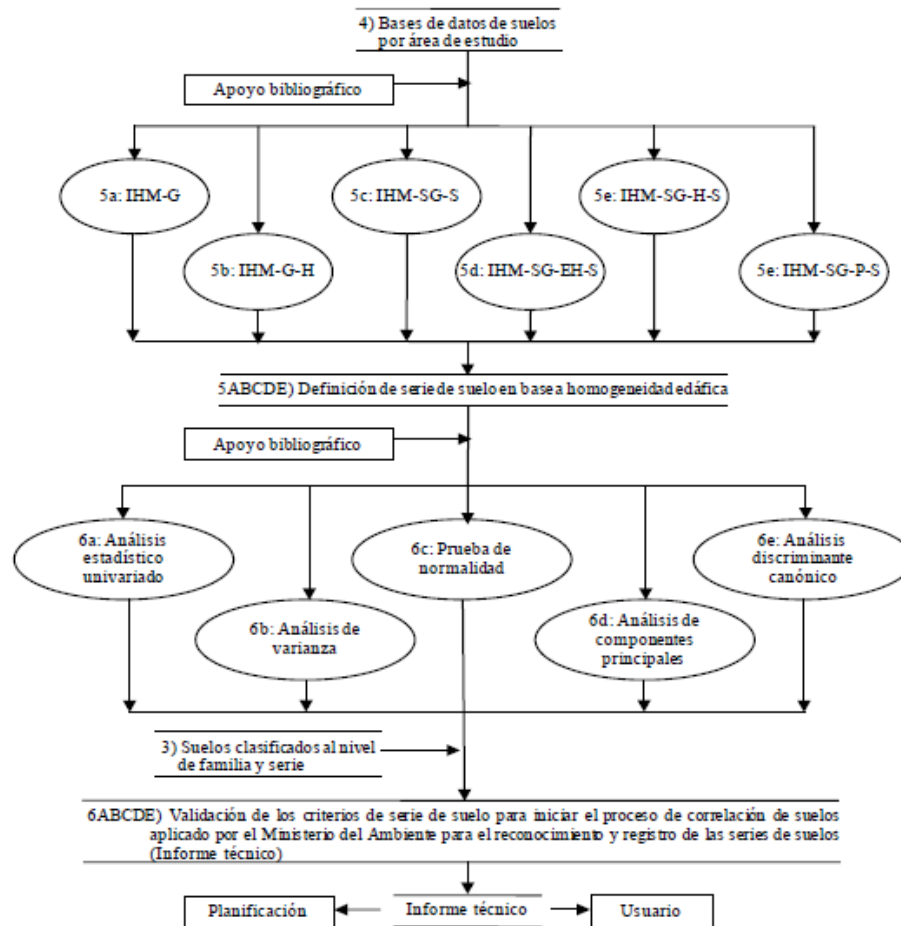 4) Bases de datos de suelos
por área de estudio
Apoyo bibliográfico
5a: IHM-G
5c: IHM-SG-S
5e: IHM-SG-H-S
5b: IHM-G-H
5d: IHM-SG-EH-S
5e: IHM-SG-P-S
5ABCDE) Definición de serie de suelo en base a homogeneidad edáfica
Apoyo bibliográfico
6a: Análisis
estadístico
univariado
6c: Prueba de
normalidad
6e: Análisis
discriminante
canónico
6b: Análisis de
varianza
6d: Análisis de
componentes
principales
3) Suelos clasificados al nivel
de familia y serie
6ABCDE) Validación de los criterios de serie de suelo para iniciar el proceso de correlación de suelos
aplicado por el Ministerio del Ambiente para el reconocimiento y registro de las series de suelos
(Informe técnico)
Planificación
Informe técnico
Usuario